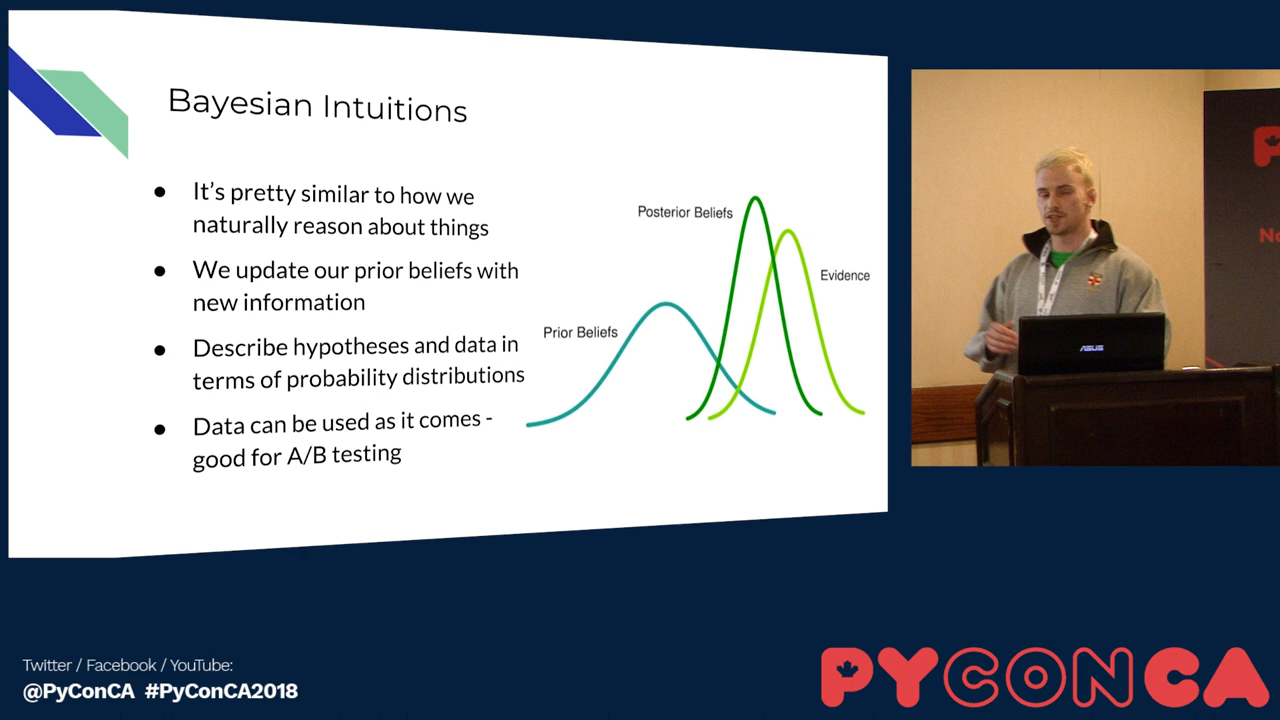 Bayesian Intuitions
● It's pretty similar to how we
naturally reason about things
● We update our prior beliefs with
new information
● Describe hypotheses and data in
terms of probability distributions
● Data can be used as it comes -
good for A/B testing
Posterior Beliefs
Evidence
Prior Beliefs
ASUS
P
No
Twitter / Facebook / YouTube:
@PyConCA #PyConCA2018
PYCONCA